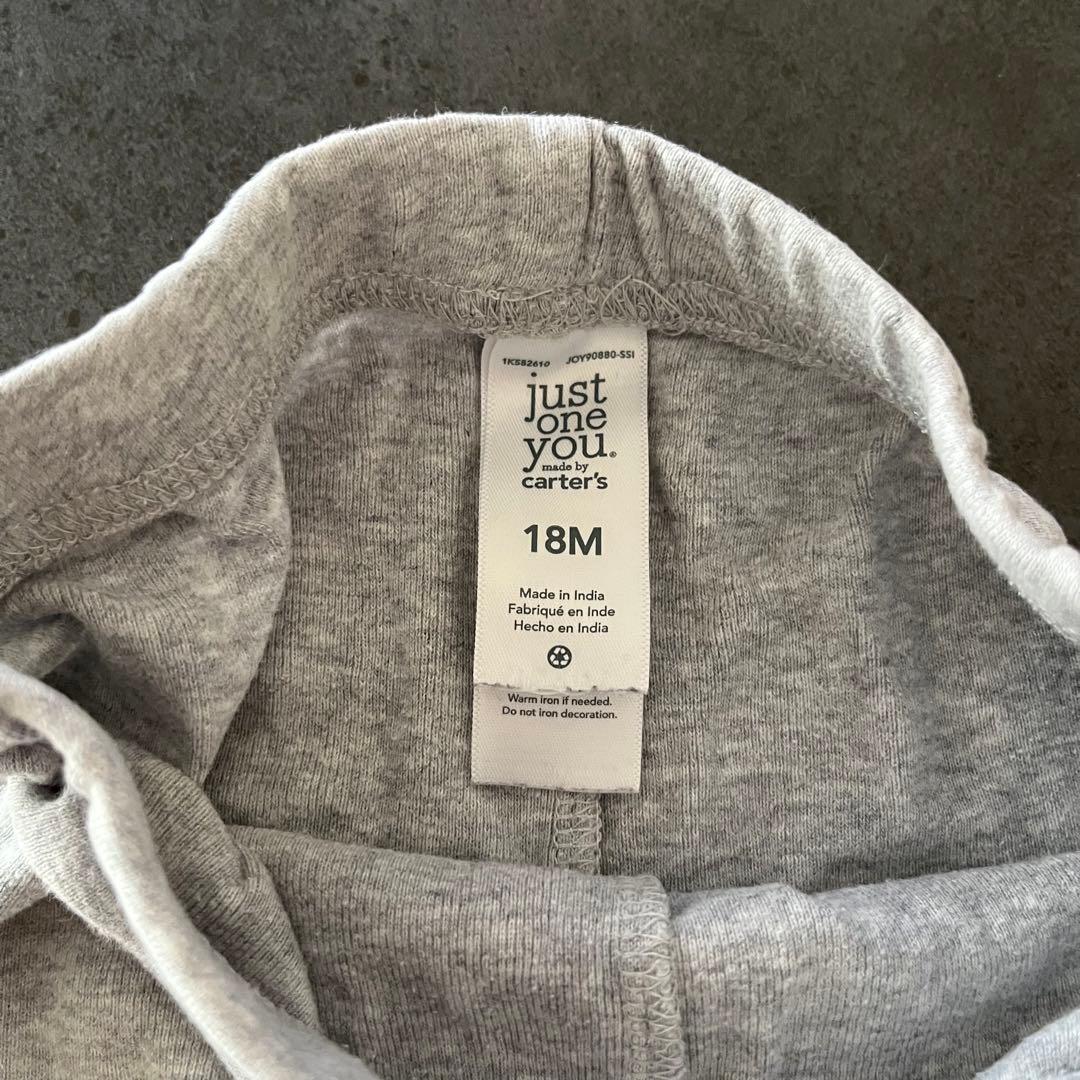 1K582610 JOY90880-SSI
just
one
you®
made by
carter's
18M
Made in India
Fabriqué en Inde
Hecho en India
Warm iron if needed.
Do not iron decoration.